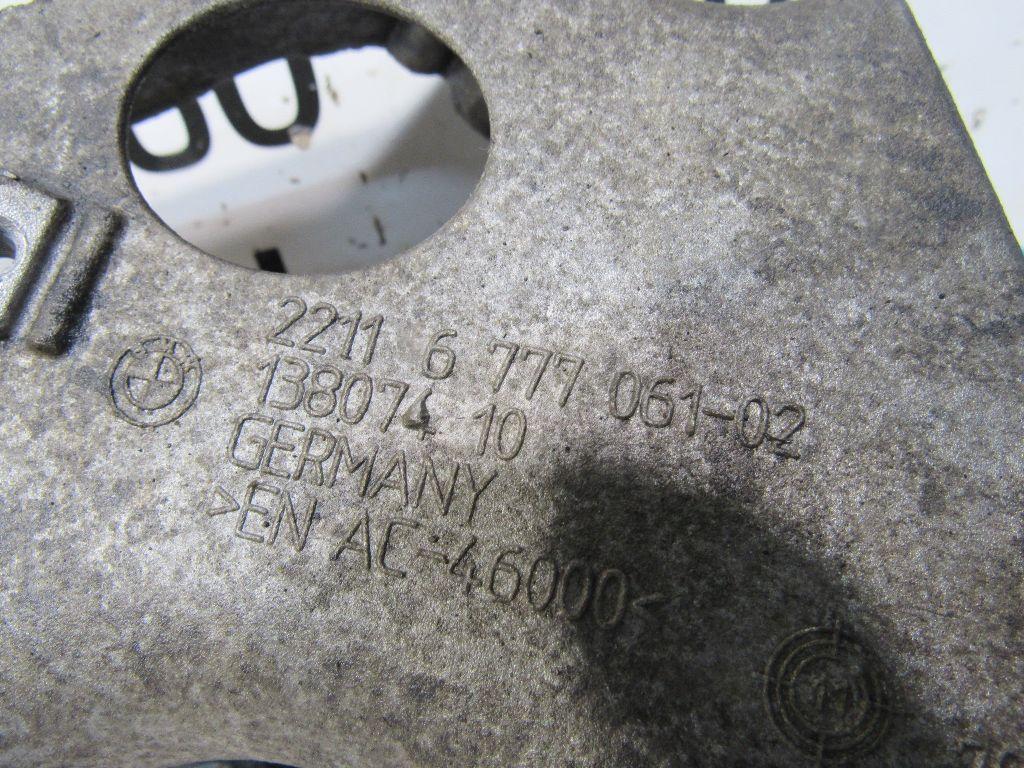 2211 6 777 061-02
138074 10
GERMANY
>EN AC-46000<